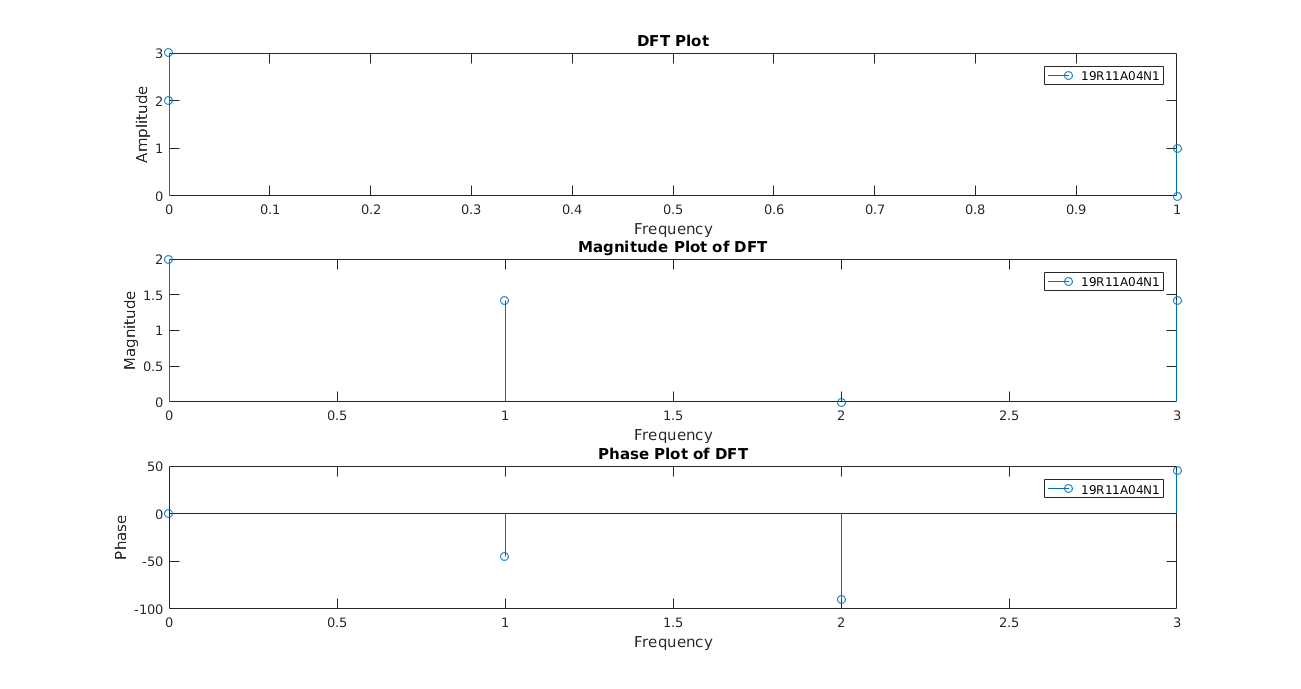 DFT Plot
3
2
1
0
Amplitude
19R11A04N1
0 0.1 0.2 0.3 0.4 0.5 0.6 0.7 0.8 0.9 1
Frequency
Magnitude Plot of DFT
2
1.5
1
0.5
0
Magnitude
19R11A04N1
0 0.5 1 1.5 2 2.5 3
Frequency
Phase Plot of DFT
50
0
-50
-100
Phase
19R11A04N1
0 0.5 1 1.5 2 2.5 3
Frequency